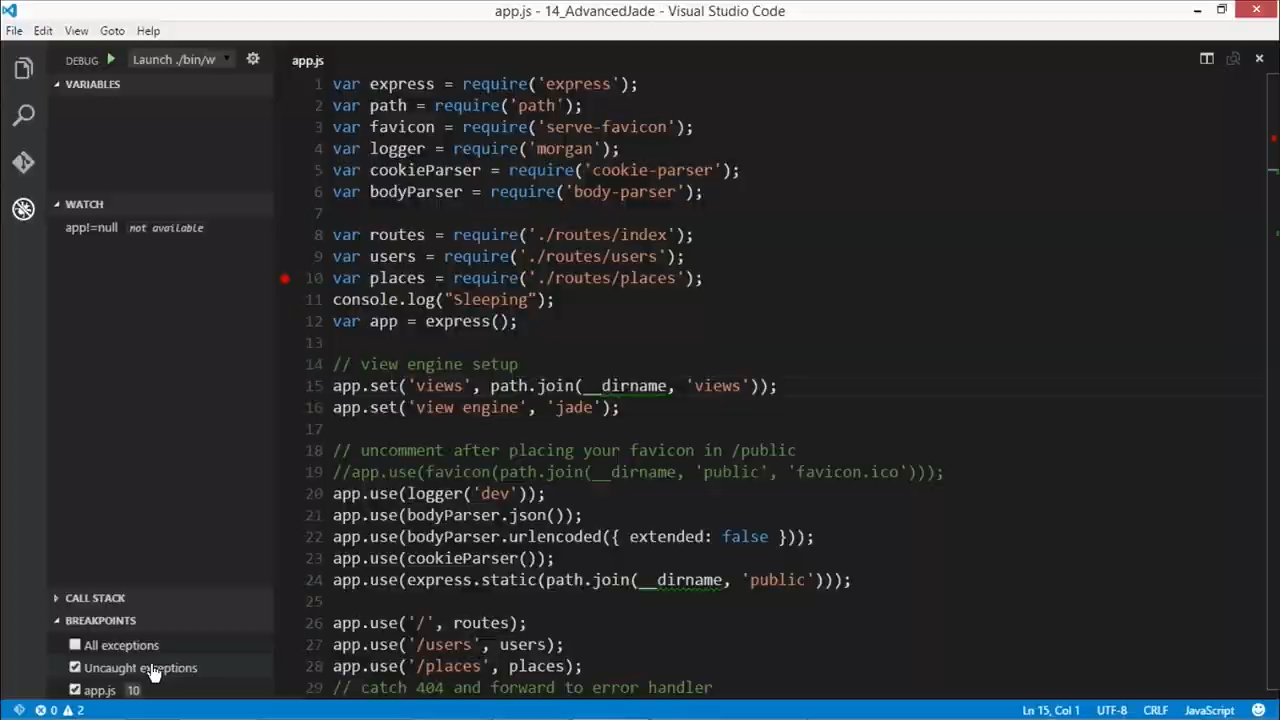 app.js - 14_AdvancedJade - Visual Studio Code
File Edit View Goto Help
DEBUG Launch ./bin/w
VARIABLES
WATCH
app!=null not available
CALL STACK
BREAKPOINTS
All exceptions
Uncaught exceptions
app.js 10
app.js
1 var express = require('express');
2 var path = require('path');
3 var favicon = require('serve-favicon');
4 var logger = require('morgan');
5 var cookieParser = require('cookie-parser');
6 var bodyParser = require('body-parser');
7
8 var routes = require('./routes/index');
9 var users = require('./routes/users');
10 var places = require('./routes/places');
11 console.log("Sleeping");
12 var app = express();
13
14 // view engine setup
15 app.set('views', path.join(__dirname, 'views'));
16 app.set('view engine', 'jade');
17
18 // uncomment after placing your favicon in /public
19 //app.use(favicon(path.join(__dirname, 'public', 'favicon.ico')));
20 app.use(logger('dev'));
21 app.use(bodyParser.json());
22 app.use(bodyParser.urlencoded({ extended: false }));
23 app.use(cookieParser());
24 app.use(express.static(path.join(__dirname, 'public')));
25
26 app.use('/', routes);
27 app.use('/users', users);
28 app.use('/places', places);
29 // catch 404 and forward to error handler
0 2 Ln 15, Col 1 UTF-8 CRLF JavaScript